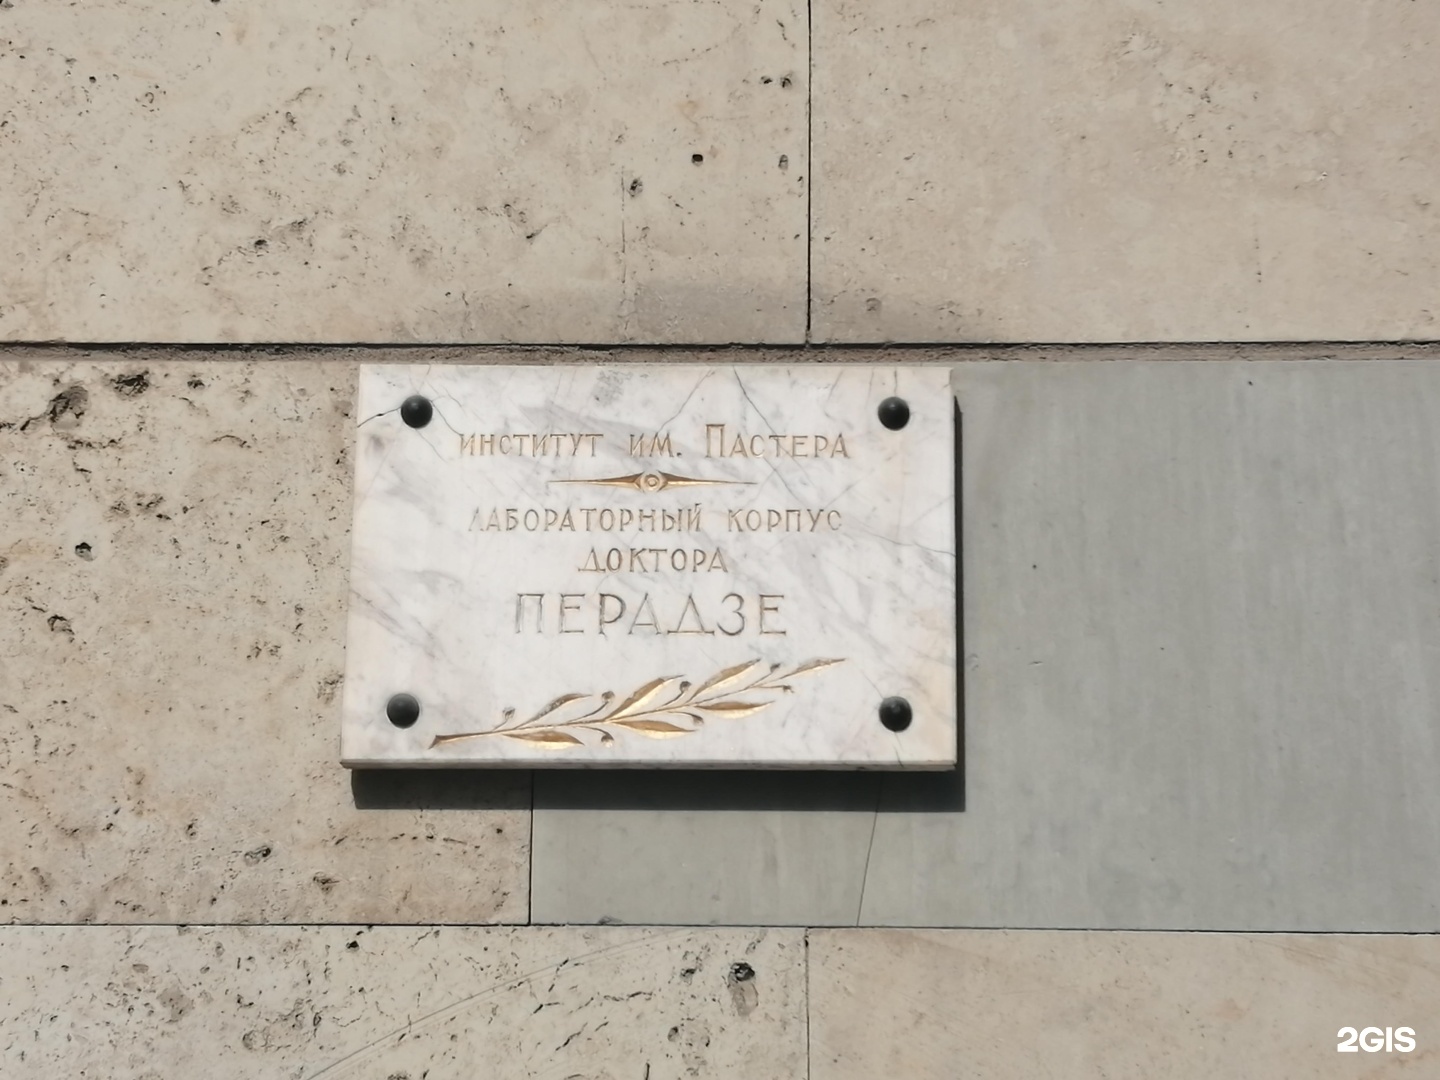 ИНСТИТУТ ИМ. ПАСТЕРА
ЛАБОРАТОРНЫЙ КОРПУС
ДОКТОРА
ПЕРАДЗЕ
2GIS